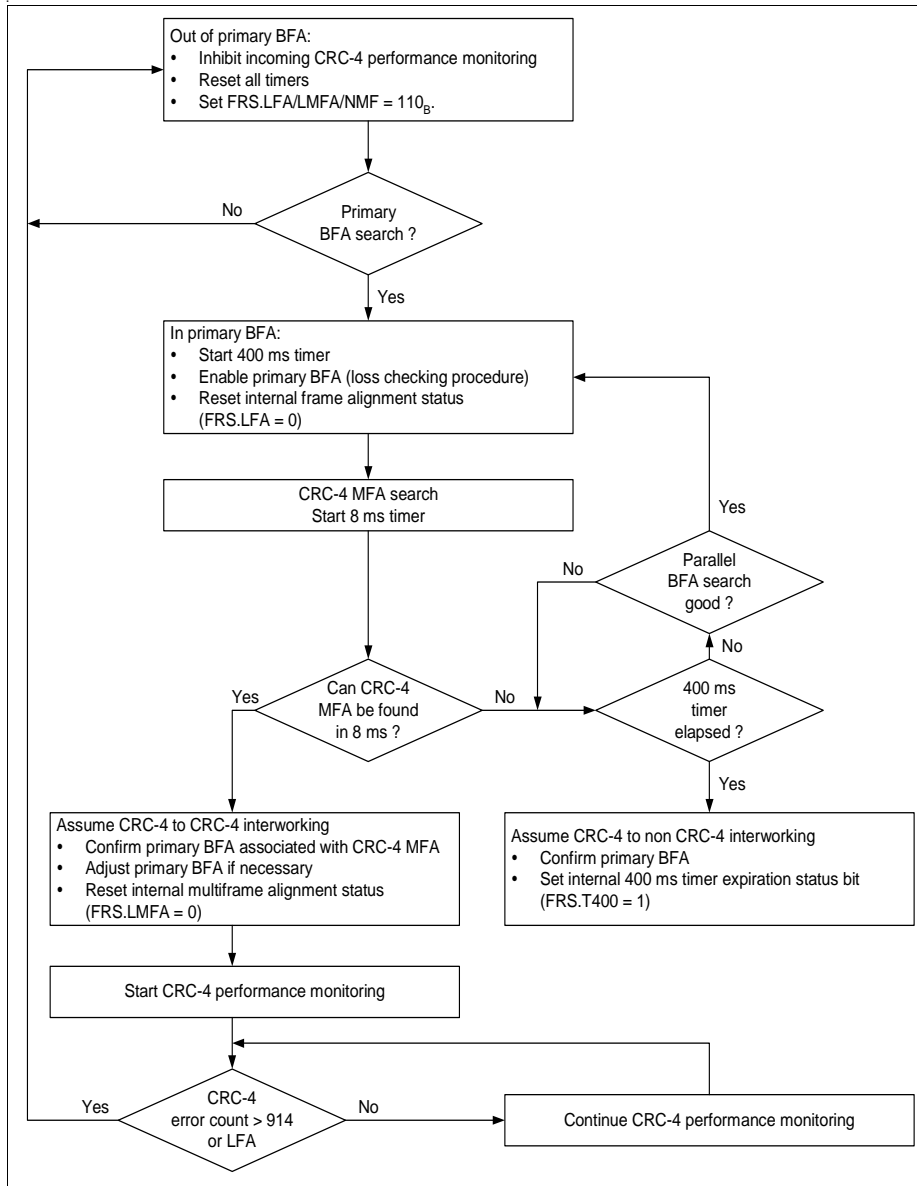 Out of primary BFA:
• Inhibit incoming CRC-4 performance monitoring
• Reset all timers
• Set FRS.LFA/LMFA/NMF = 110B.
No
Primary
BFA search ?
Yes
In primary BFA:
• Start 400 ms timer
• Enable primary BFA (loss checking procedure)
• Reset internal frame alignment status
(FRS.LFA = 0)
CRC-4 MFA search
Start 8 ms timer
Yes
No
Parallel
BFA search
good ?
No
Yes
Can CRC-4
MFA be found
in 8 ms ?
No
400 ms
timer
elapsed ?
Yes
Assume CRC-4 to CRC-4 interworking
• Confirm primary BFA associated with CRC-4 MFA
• Adjust primary BFA if necessary
• Reset internal multiframe alignment status
(FRS.LMFA = 0)
Assume CRC-4 to non CRC-4 interworking
• Confirm primary BFA
• Set internal 400 ms timer expiration status bit
(FRS.T400 = 1)
Start CRC-4 performance monitoring
Yes
CRC-4
error count > 914
or LFA
No
Continue CRC-4 performance monitoring